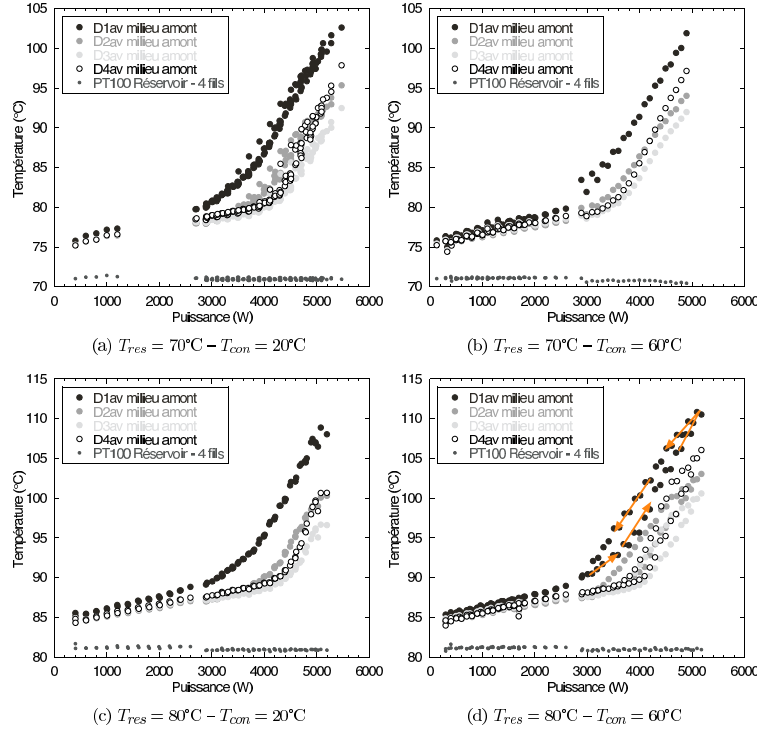 105
100
95
90
85
80
75
70
Température (°C)
D1av milieu amont
D2av milieu amont
D3av milieu amont
D4av milieu amont
PT100 Réservoir - 4 fils
0 1000 2000 3000 4000 5000 6000
Puissance (W)
(a) Tres = 70°C – Tcon = 20°C
105
100
95
90
85
80
75
70
Température (°C)
D1av milieu amont
D2av milieu amont
D3av milieu amont
D4av milieu amont
PT100 Réservoir - 4 fils
0 1000 2000 3000 4000 5000 6000
Puissance (W)
(b) Tres = 70°C – Tcon = 60°C
115
110
105
100
95
90
85
80
Température (°C)
D1av milieu amont
D2av milieu amont
D3av milieu amont
D4av milieu amont
PT100 Réservoir - 4 fils
0 1000 2000 3000 4000 5000 6000
Puissance (W)
(c) Tres = 80°C – Tcon = 20°C
115
110
105
100
95
90
85
80
Température (°C)
D1av milieu amont
D2av milieu amont
D3av milieu amont
D4av milieu amont
PT100 Réservoir - 4 fils
0 1000 2000 3000 4000 5000 6000
Puissance (W)
(d) Tres = 80°C – Tcon = 60°C